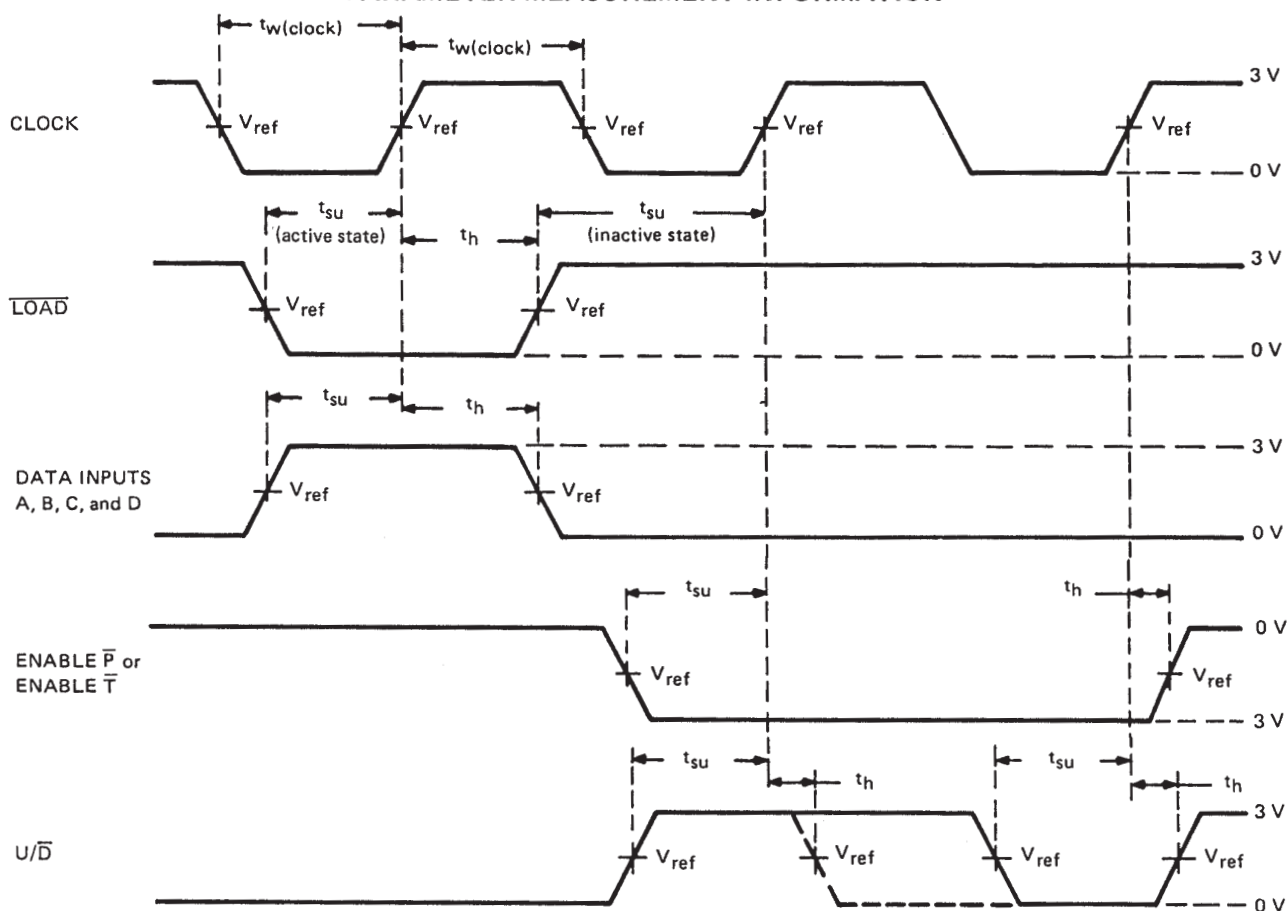 tw(clock)
tw(clock)
CLOCK
Vref
Vref
Vref
Vref
Vref
3 V
0 V
tsu
(active state)
th
tsu
(inactive state)
LOAD
Vref
Vref
3 V
0 V
tsu
th
DATA INPUTS
A, B, C, and D
Vref
Vref
3 V
0 V
tsu
th
ENABLE P̅ or
ENABLE T̅
Vref
Vref
0 V
3 V
tsu
th
tsu
th
U/D̅
Vref
Vref
Vref
Vref
3 V
0 V